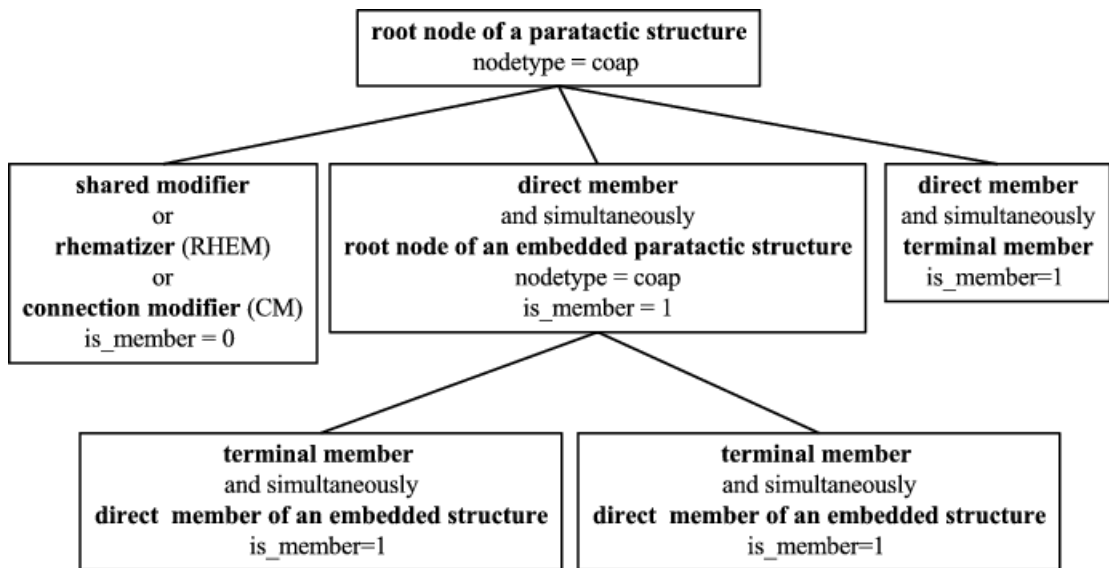 root node of a paratactic structure
nodetype = coap
shared modifier
or
rhematizer (RHEM)
or
connection modifier (CM)
is_member = 0
direct member
and simultaneously
root node of an embedded paratactic structure
nodetype = coap
is_member = 1
direct member
and simultaneously
terminal member
is_member=1
terminal member
and simultaneously
direct member of an embedded structure
is_member=1
terminal member
and simultaneously
direct member of an embedded structure
is_member=1